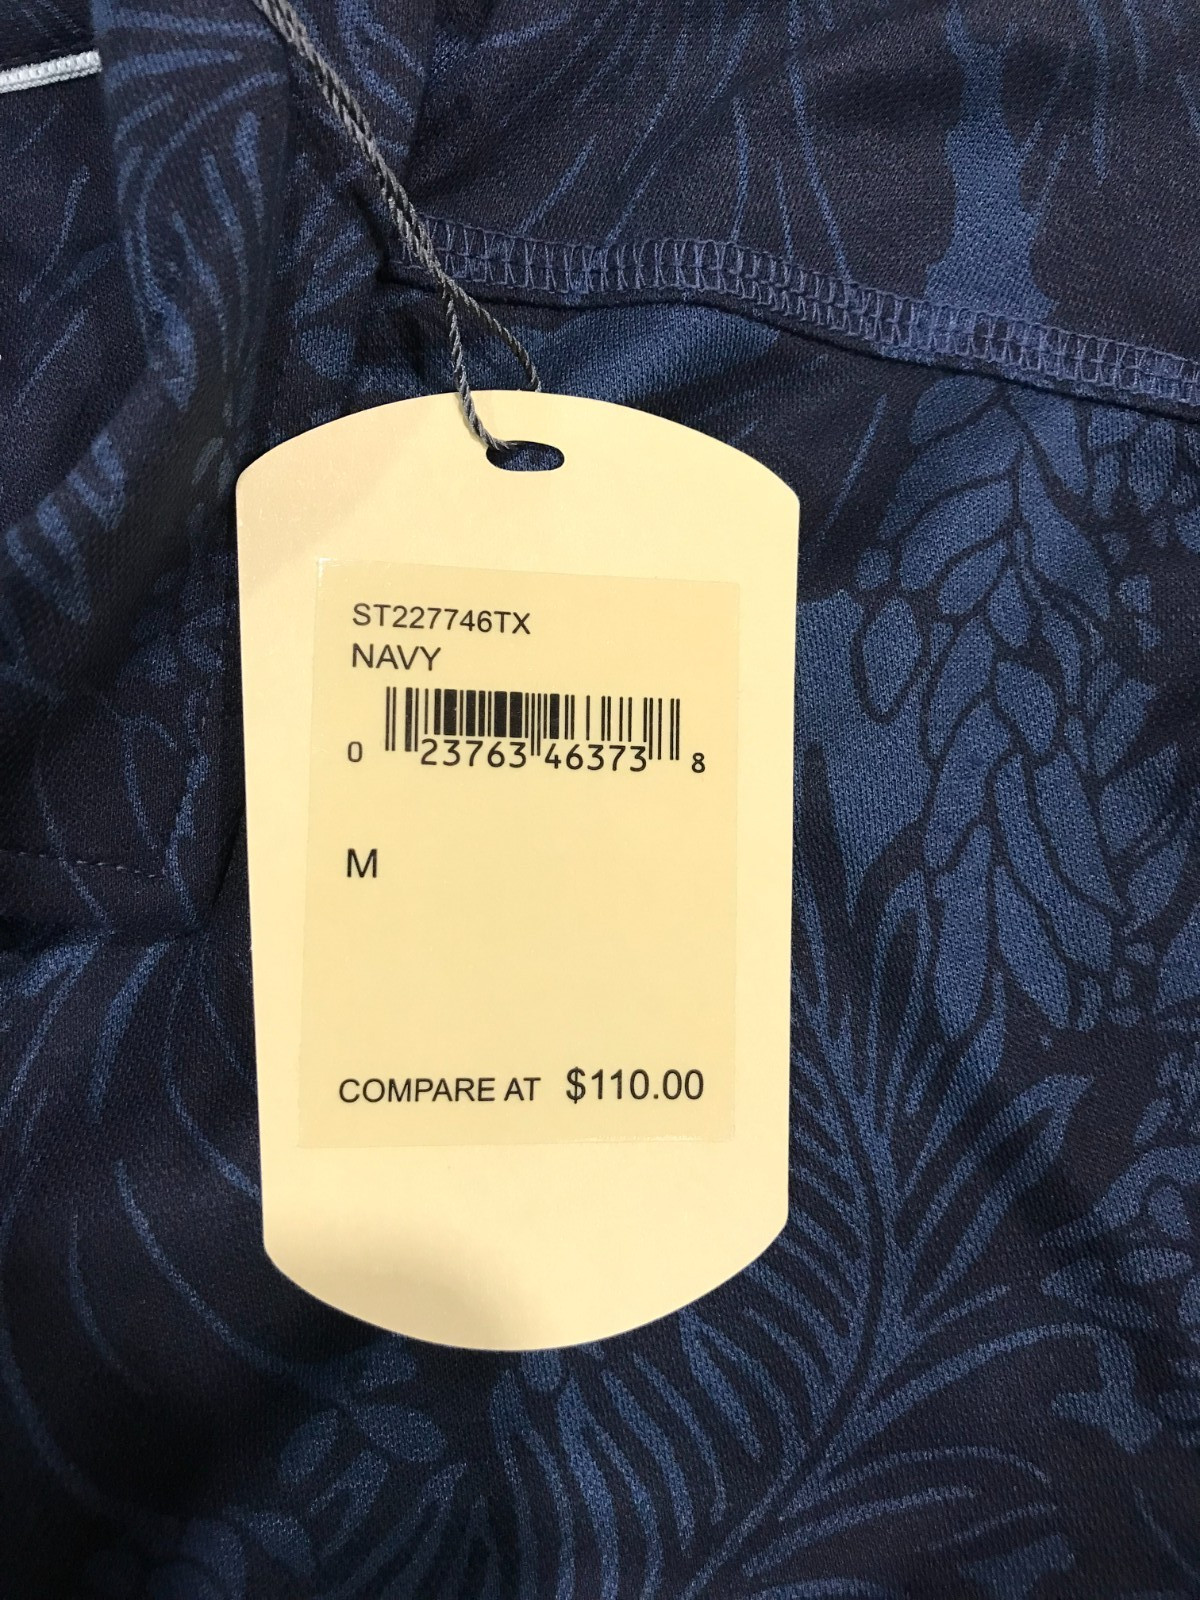 ST227746TX
NAVY
0 23763 46373 8
M
COMPARE AT $110.00